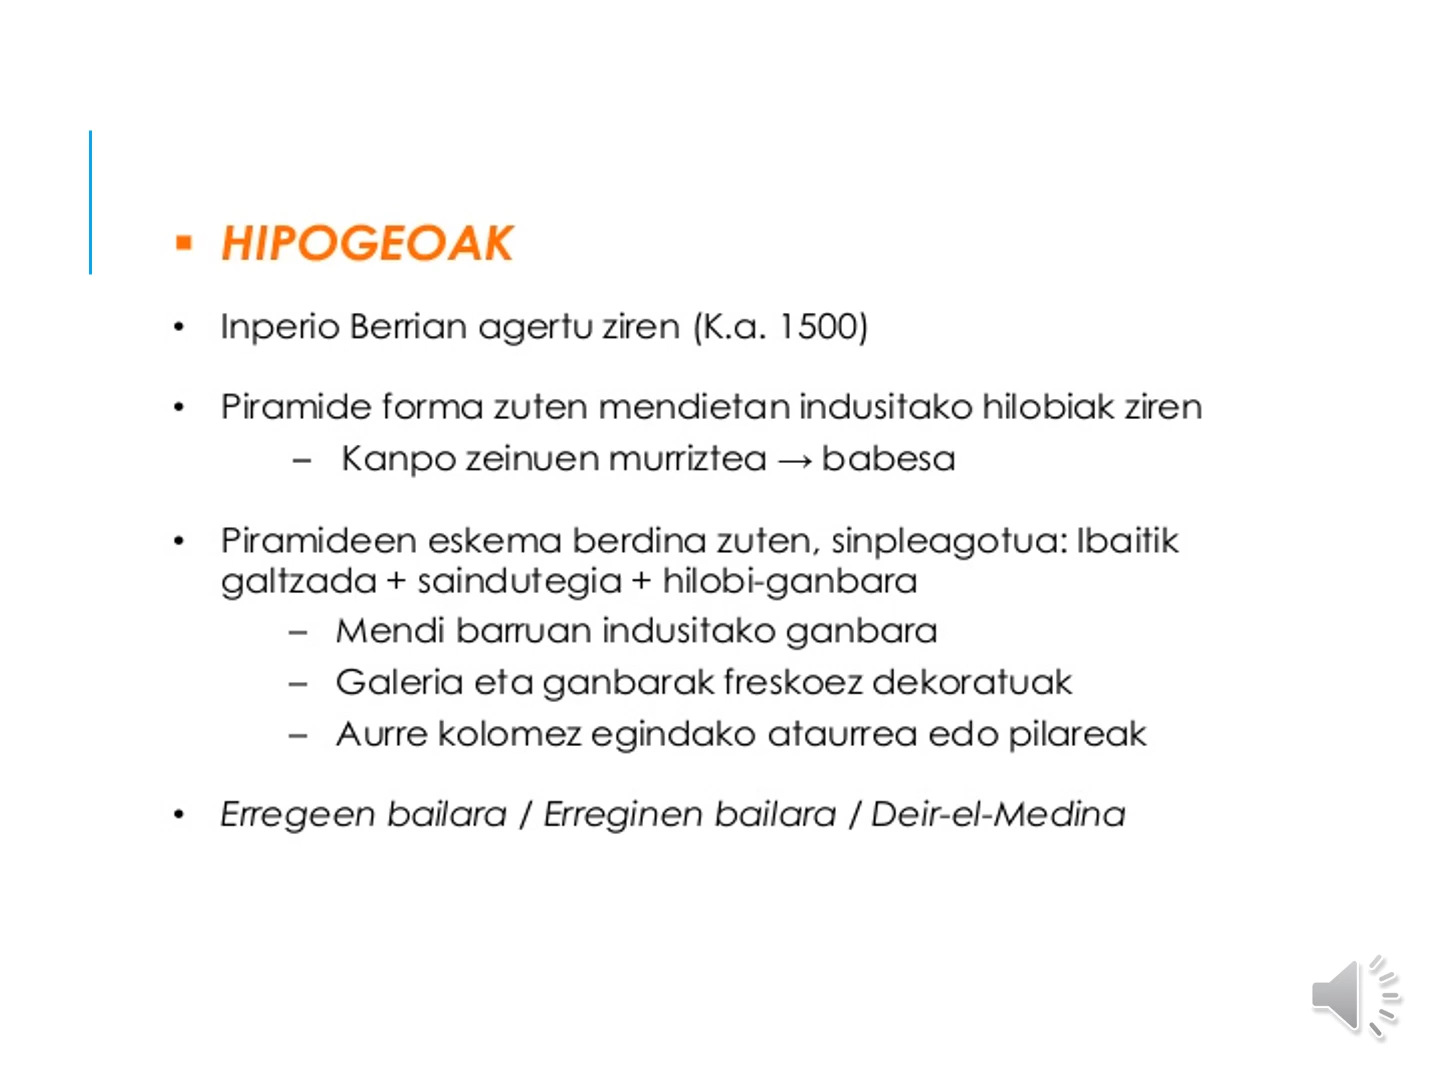 ▪ HIPOGEOAK
• Inperio Berrian agertu ziren (K.a. 1500)
• Piramide forma zuten mendietan indusitako hilobiak ziren
– Kanpo zeinuen murriztea → babesa
• Piramideen eskema berdina zuten, sinpleagotua: Ibaitik
galtzada + saindutegia + hilobi-ganbara
– Mendi barruan indusitako ganbara
– Galeria eta ganbarak freskoez dekoratuak
– Aurre kolomez egindako ataurrea edo pilareak
• Erregeen bailara / Erreginen bailara / Deir-el-Medina